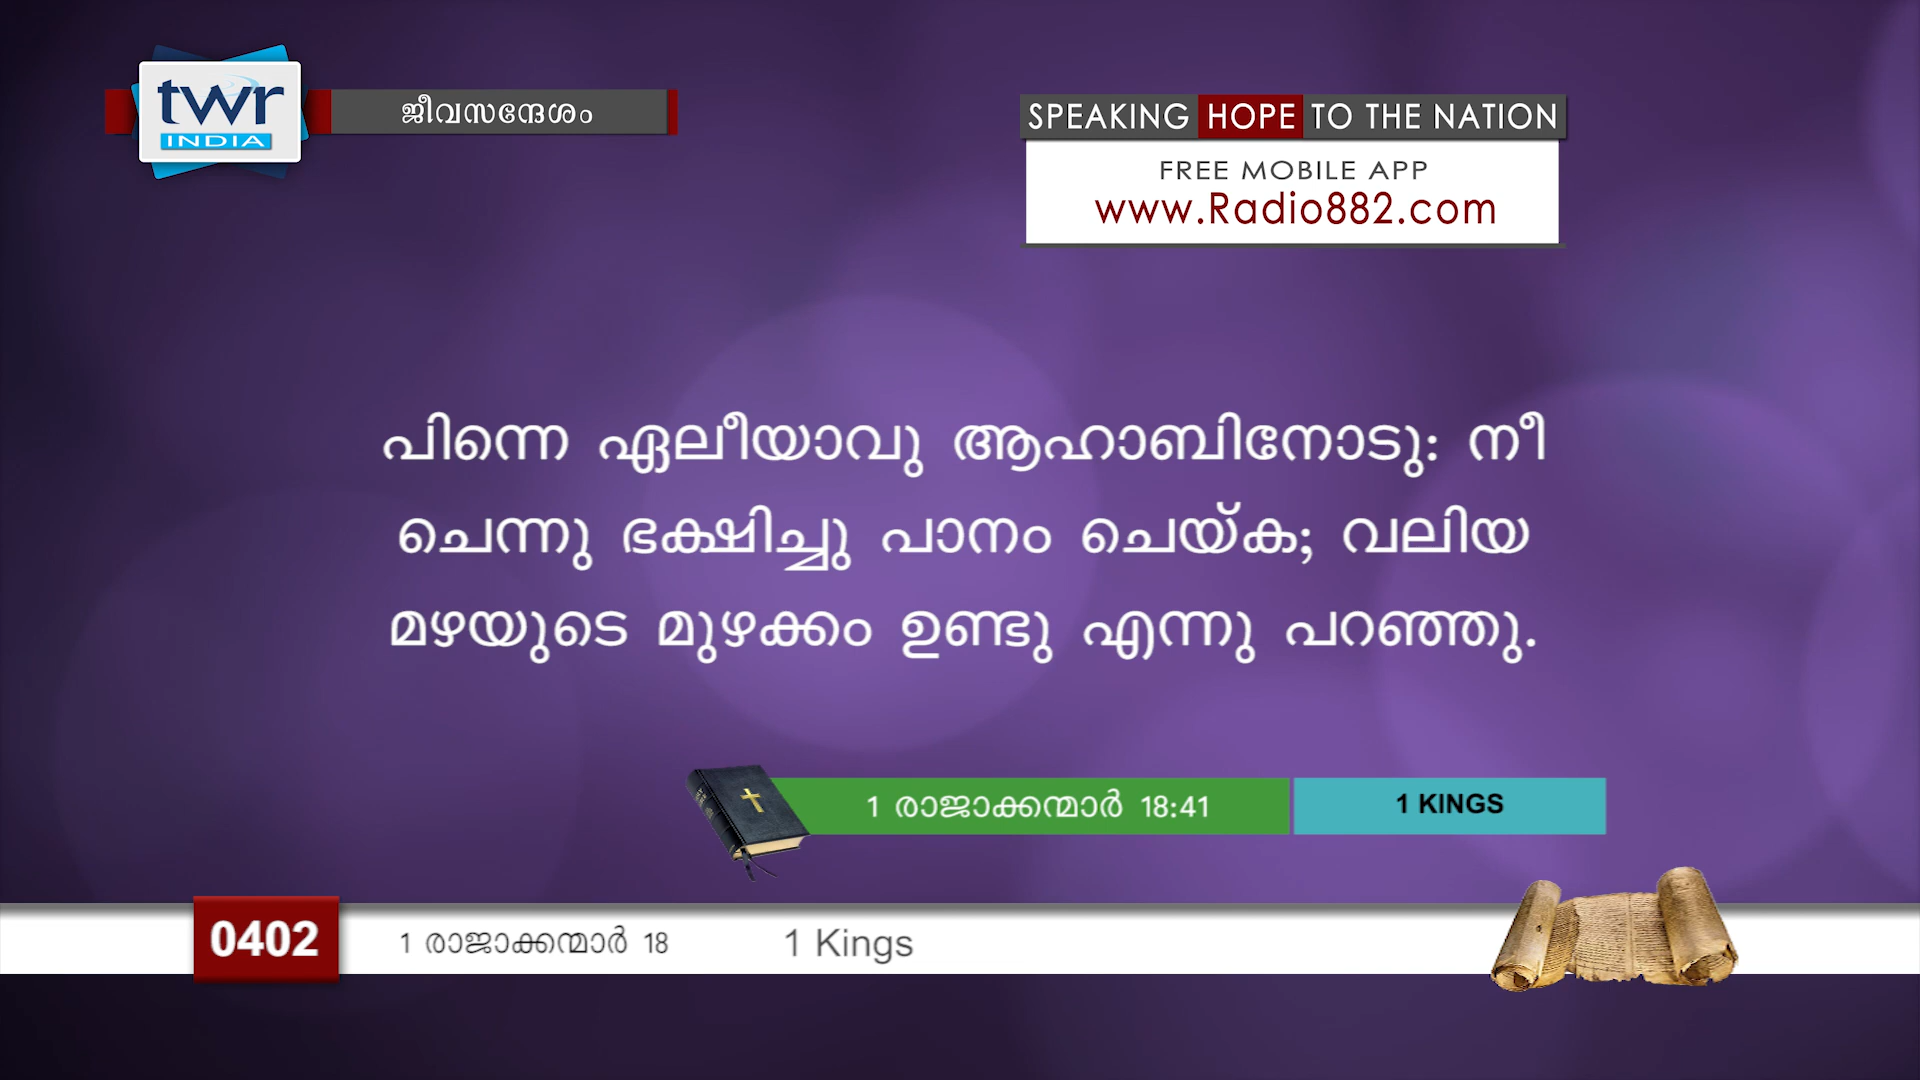 twr
INDIA
ജീവസന്ദേശം
SPEAKING HOPE TO THE NATION
FREE MOBILE APP
www.Radio882.com
പിന്നെ ഏലീയാവു ആഹാബിനോടു: നീ
ചെന്നു ഭക്ഷിച്ചു പാനം ചെയ്ക; വലിയ
മഴയുടെ മുഴക്കം ഉണ്ടു എന്നു പറഞ്ഞു.
1 രാജാക്കന്മാർ 18:41
1 KINGS
0402
1 രാജാക്കന്മാർ 18
1 Kings